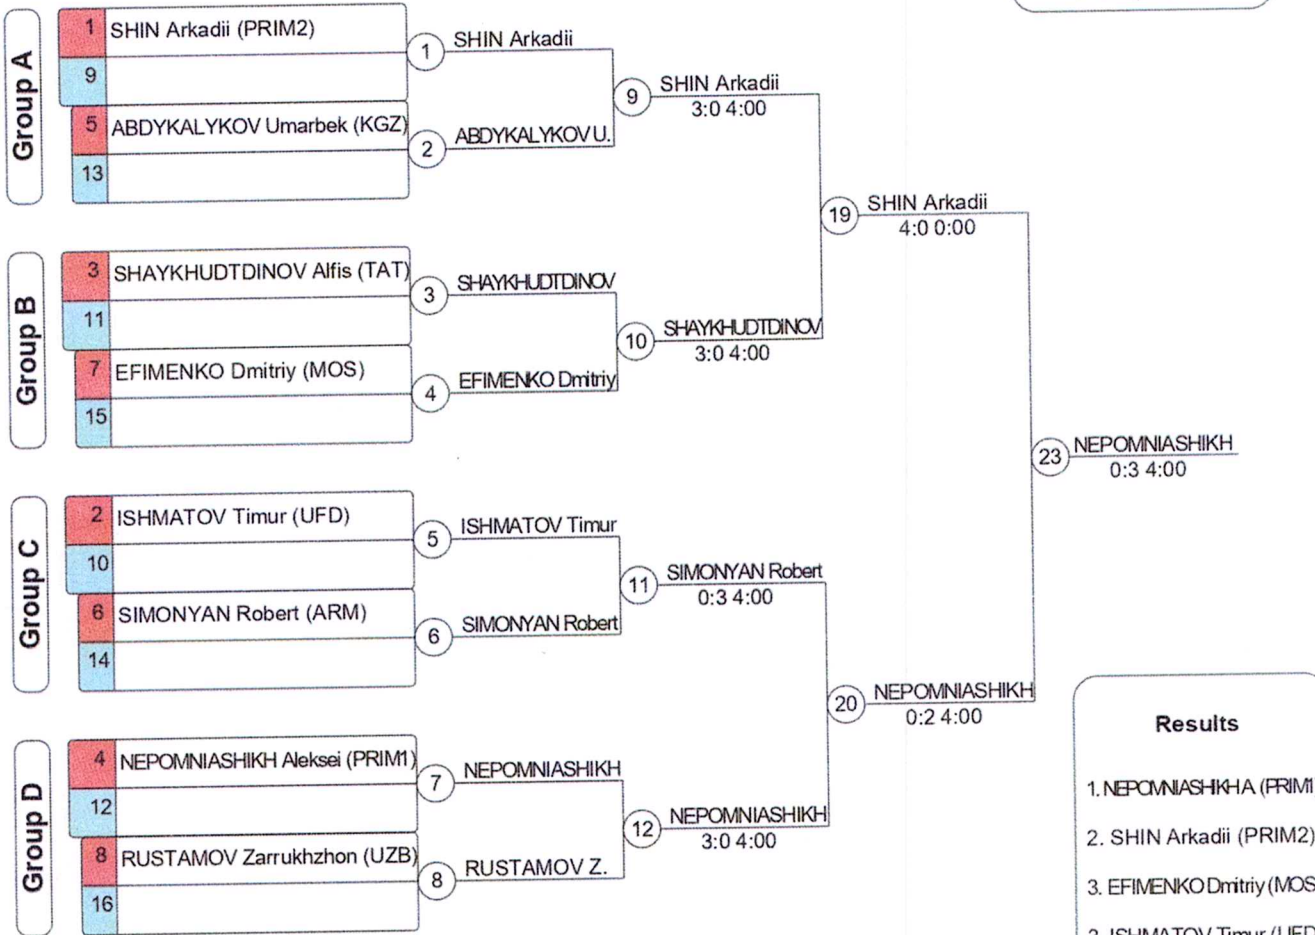 Group A
1 SHIN Arkadii (PRIM2)
9
5 ABDYKALYKOV Umarbek (KGZ)
13
1 SHIN Arkadii
2 ABDYKALYKOV U.
9 SHIN Arkadii
3:0 4:00
Group B
3 SHAYKHUDTDINOV Alfis (TAT)
11
7 EFIMENKO Dmitriy (MOS)
15
3 SHAYKHUDTDINOV
4 EFIMENKO Dmitriy
10 SHAYKHUDTDINOV
3:0 4:00
19 SHIN Arkadii
4:0 0:00
Group C
2 ISHMATOV Timur (UFD)
10
6 SIMONYAN Robert (ARM)
14
5 ISHMATOV Timur
6 SIMONYAN Robert
11 SIMONYAN Robert
0:3 4:00
Group D
4 NEPOMNIASHIKH Aleksei (PRIM1)
12
8 RUSTAMOV Zarrukhzhon (UZB)
16
7 NEPOMNIASHIKH
8 RUSTAMOV Z.
12 NEPOMNIASHIKH
3:0 4:00
20 NEPOMNIASHIKH
0:2 4:00
23 NEPOMNIASHIKH
0:3 4:00
Results
1. NEPOMNIASHIKH A (PRIM1
2. SHIN Arkadii (PRIM2)
3. EFIMENKO Dmitriy (MOS
3. ISHMATOV Timur (UFD